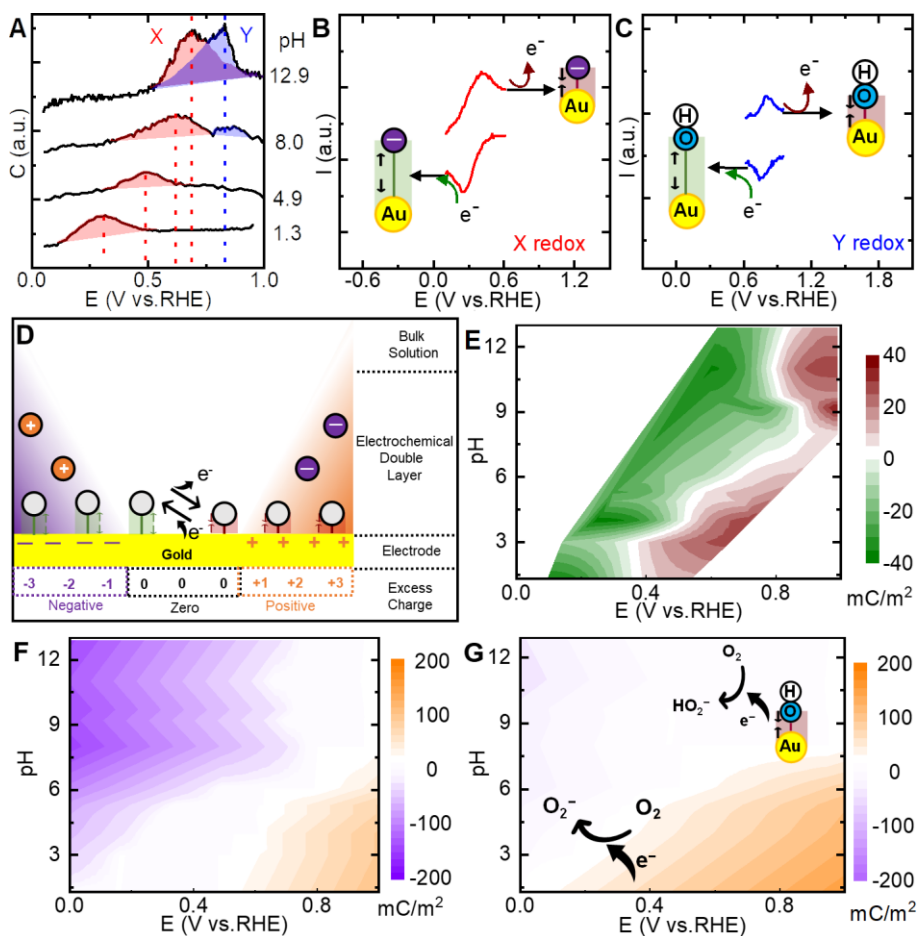 A
X
Y
pH
12.9
8.0
4.9
1.3
C (a.u.)
0.0
0.5
1.0
E (V vs.RHE)
B
e⁻
−
Au
−
Au
e⁻
X redox
I (a.u.)
-0.6
0.0
0.6
1.2
E (V vs.RHE)
C
e⁻
H
O
Au
H
O
Au
e⁻
Y redox
I (a.u.)
0.0
0.6
1.2
1.8
E (V vs.RHE)
D
Bulk
Solution
Electrochemical
Double
Layer
e⁻
e⁻
+
+
−
−
− − − −
Gold
+ + + +
Electrode
-3 -2 -1
0 0 0
+1 +2 +3
Negative
Zero
Positive
Excess
Charge
E
12
9
6
3
pH
0.0
0.4
0.8
E (V vs.RHE)
40
20
0
-20
-40
mC/m²
F
12
9
6
3
pH
0.0
0.4
0.8
E (V vs.RHE)
200
100
0
-100
-200
mC/m²
G
O₂
HO₂⁻
e⁻
H
O
Au
O₂⁻
O₂
e⁻
12
9
6
3
pH
0.0
0.4
0.8
E (V vs.RHE)
200
100
0
-100
-200
mC/m²